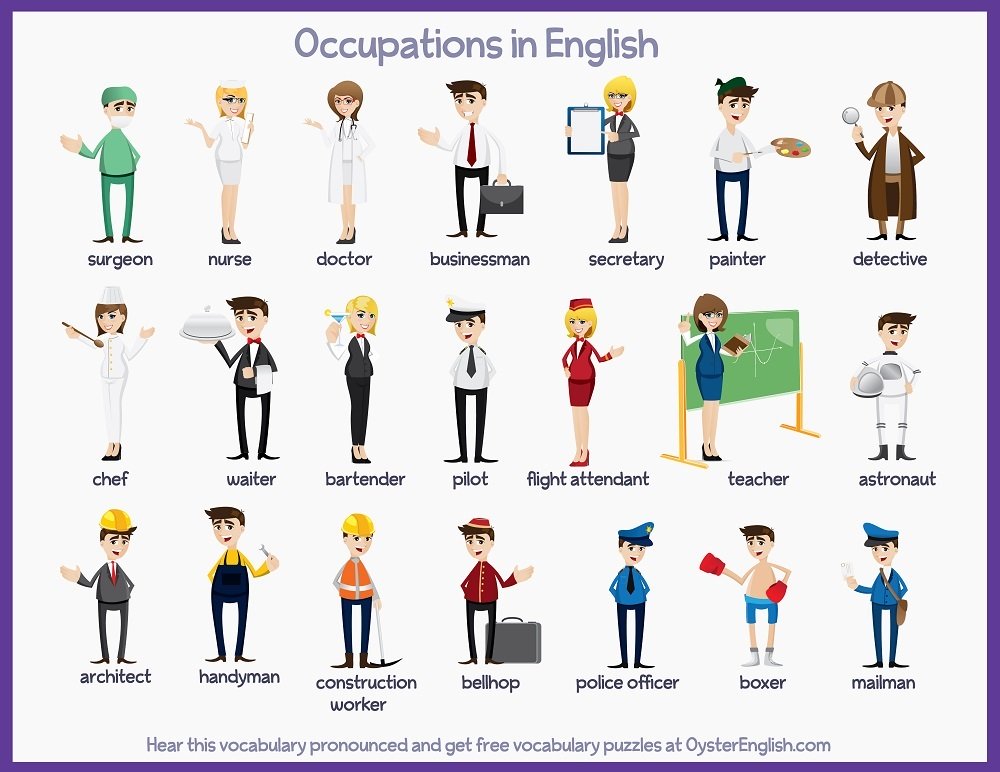 Occupations in English
surgeon nurse doctor businessman secretary painter detective
chef waiter bartender pilot flight attendant teacher astronaut
architect handyman construction worker bellhop police officer boxer mailman
Hear this vocabulary pronounced and get free vocabulary puzzles at OysterEnglish.com